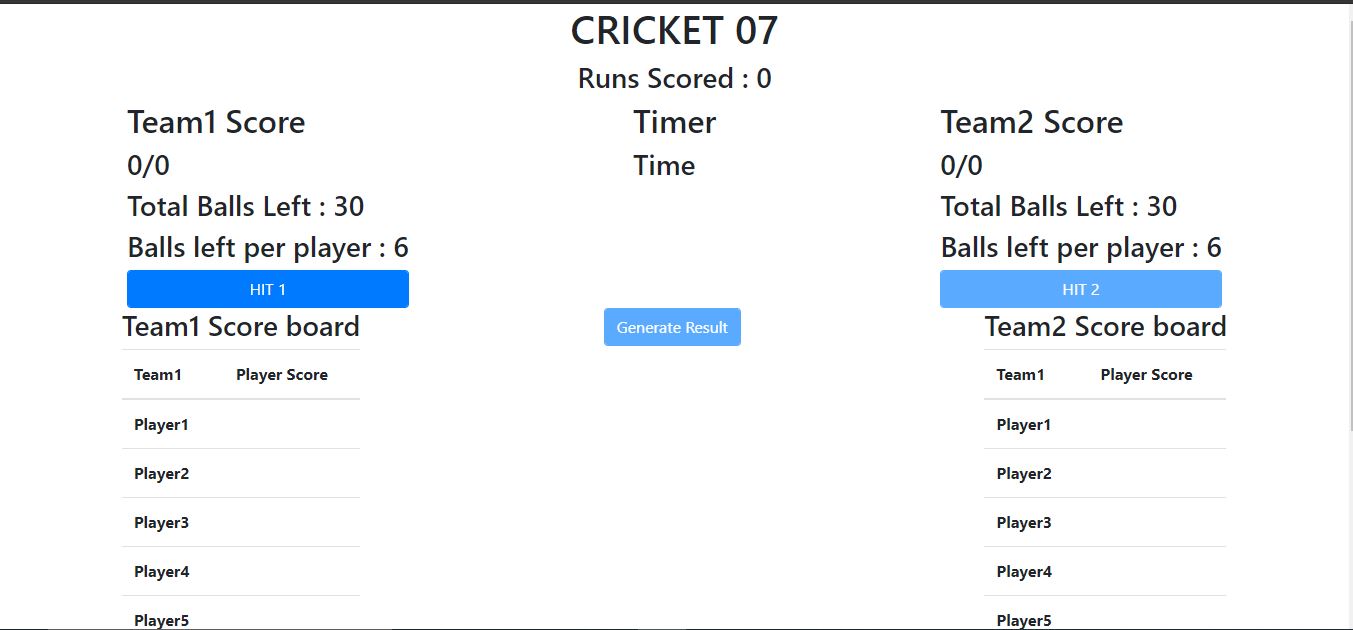 CRICKET 07
Runs Scored : 0
Team1 Score
0/0
Total Balls Left : 30
Balls left per player : 6
HIT 1
Timer
Time
Team2 Score
0/0
Total Balls Left : 30
Balls left per player : 6
HIT 2
Generate Result
Team1 Score board
Team1 Player Score
Player1
Player2
Player3
Player4
Player5
Team2 Score board
Team1 Player Score
Player1
Player2
Player3
Player4
Player5